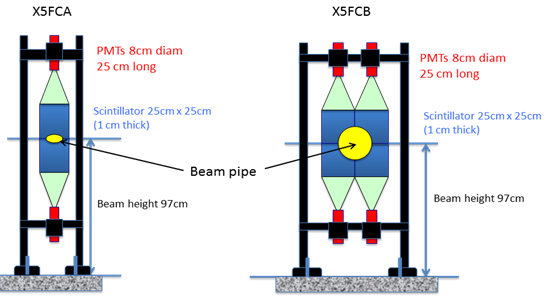 X5FCA
X5FCB
PMTs 8cm diam
25 cm long
PMTs 8cm diam
25 cm long
Scintillator 25cm x 25cm
(1 cm thick)
Scintillator 25cm x 25cm
(1 cm thick)
Beam pipe
Beam height 97cm
Beam height 97cm